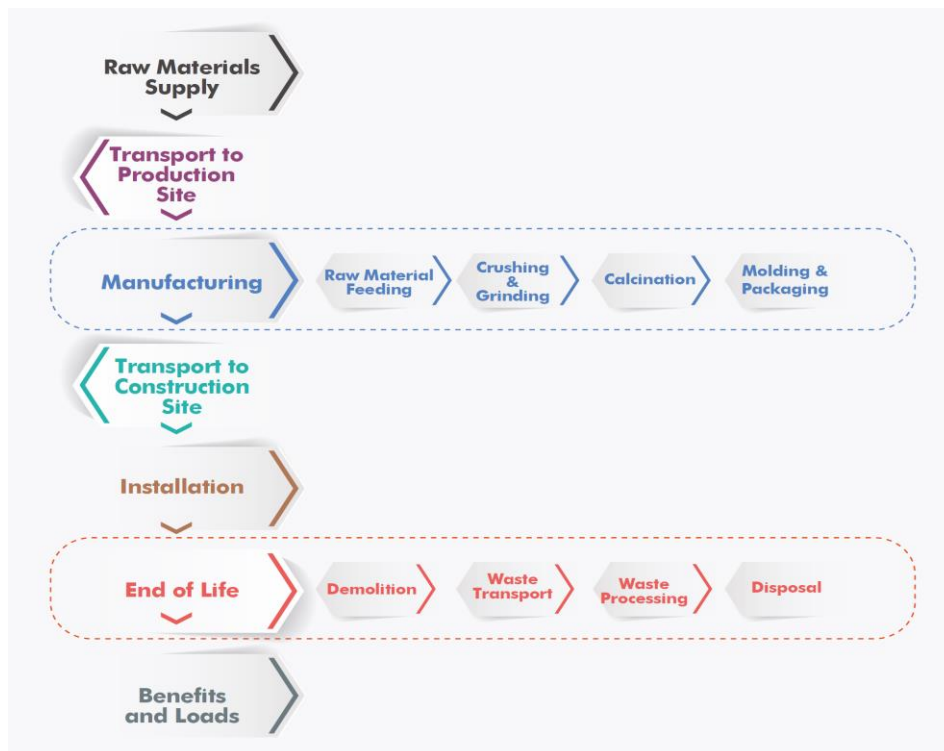 Raw Materials
Supply
Transport to
Production
Site
Manufacturing
Raw Material
Feeding
Crushing
&
Grinding
Calcination
Molding &
Packaging
Transport to
Construction
Site
Installation
End of Life
Demolition
Waste
Transport
Waste
Processing
Disposal
Benefits
and Loads